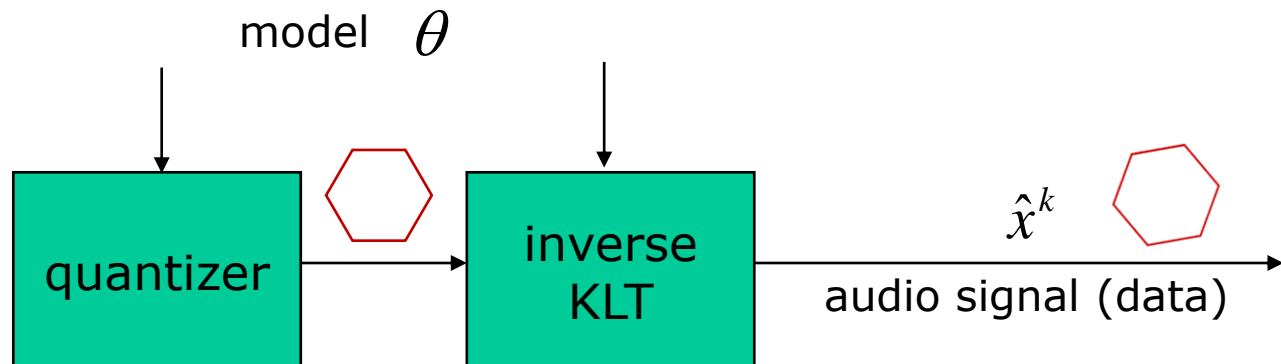 model θ
quantizer
inverse
KLT
x̂ᵏ
audio signal (data)